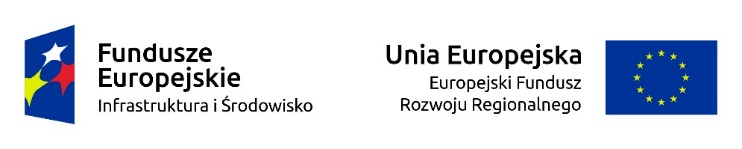 Fundusze
Europejskie
Infrastruktura i Środowisko
Unia Europejska
Europejski Fundusz
Rozwoju Regionalnego